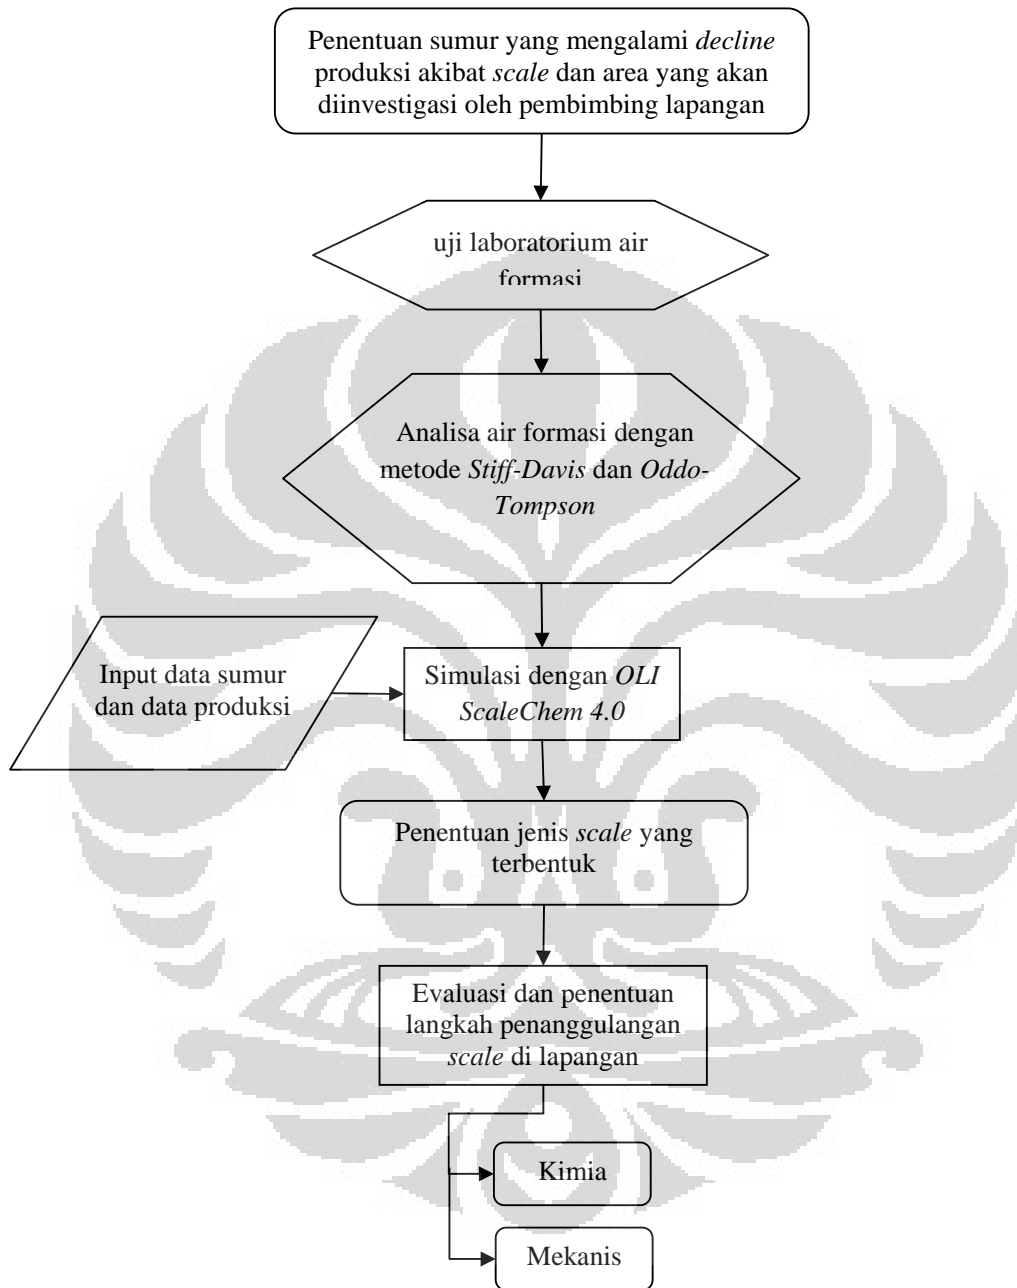 Penentuan sumur yang mengalami decline
produksi akibat scale dan area yang akan
diinvestigasi oleh pembimbing lapangan
uji laboratorium air
formasi
Analisa air formasi dengan
metode Stiff-Davis dan Oddo-
Tompson
Input data sumur
dan data produksi
Simulasi dengan OLI
ScaleChem 4.0
Penentuan jenis scale yang
terbentuk
Evaluasi dan penentuan
langkah penanggulangan
scale di lapangan
Kimia
Mekanis